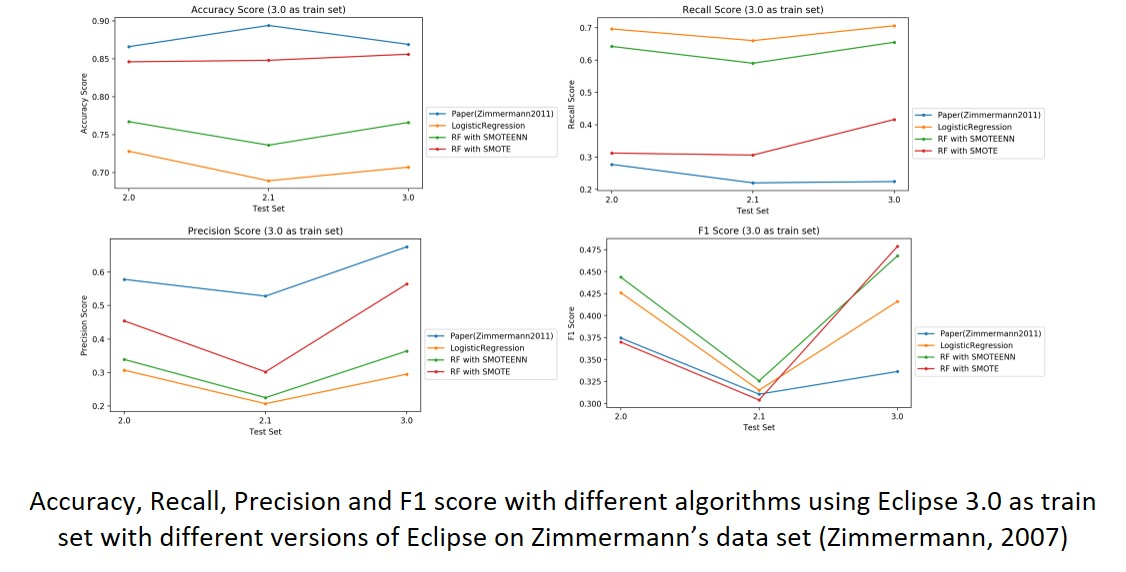 Accuracy Score (3.0 as train set)
0.90
0.85
0.80
0.75
0.70
Accuracy Score
2.0 2.1 3.0
Test Set
Paper(Zimmermann2011)
LogisticRegression
RF with SMOTEENN
RF with SMOTE
Recall Score (3.0 as train set)
0.7
0.6
0.5
0.4
0.3
0.2
Recall Score
2.0 2.1 3.0
Test Set
Paper(Zimmermann2011)
LogisticRegression
RF with SMOTEENN
RF with SMOTE
Precision Score (3.0 as train set)
0.6
0.5
0.4
0.3
0.2
Precision Score
2.0 2.1 3.0
Test Set
Paper(Zimmermann2011)
LogisticRegression
RF with SMOTEENN
RF with SMOTE
F1 Score (3.0 as train set)
0.475
0.450
0.425
0.400
0.375
0.350
0.325
0.300
F1 Score
2.0 2.1 3.0
Test Set
Paper(Zimmermann2011)
LogisticRegression
RF with SMOTEENN
RF with SMOTE
Accuracy, Recall, Precision and F1 score with different algorithms using Eclipse 3.0 as train
set with different versions of Eclipse on Zimmermann’s data set (Zimmermann, 2007)